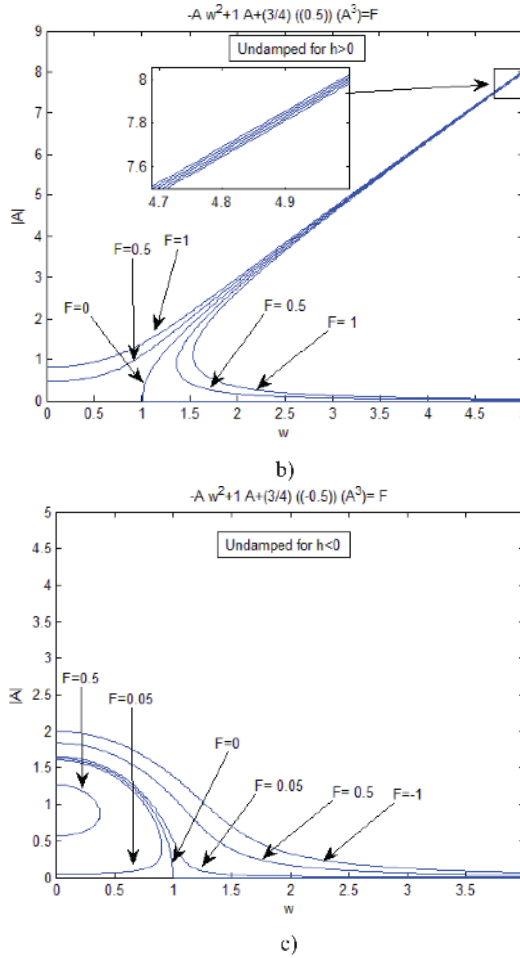 -A w²+1 A+(3/4) ((0.5)) (A³)=F
Undamped for h>0
9
8
7
6
5
4
3
2
1
0
|A|
8
7.8
7.6
4.7 4.8 4.9
F=0.5
F=1
F=0
F= 0.5
F= 1
0 0.5 1 1.5 2 2.5 3 3.5 4 4.5
w
b)
-A w²+1 A+(3/4) ((-0.5)) (A³)= F
Undamped for h<0
5
4.5
4
3.5
3
2.5
2
1.5
1
0.5
0
|A|
F=0.5
F=0.05
F=0
F= 0.05
F= 0.5
F=-1
0 0.5 1 1.5 2 2.5 3 3.5
w
c)